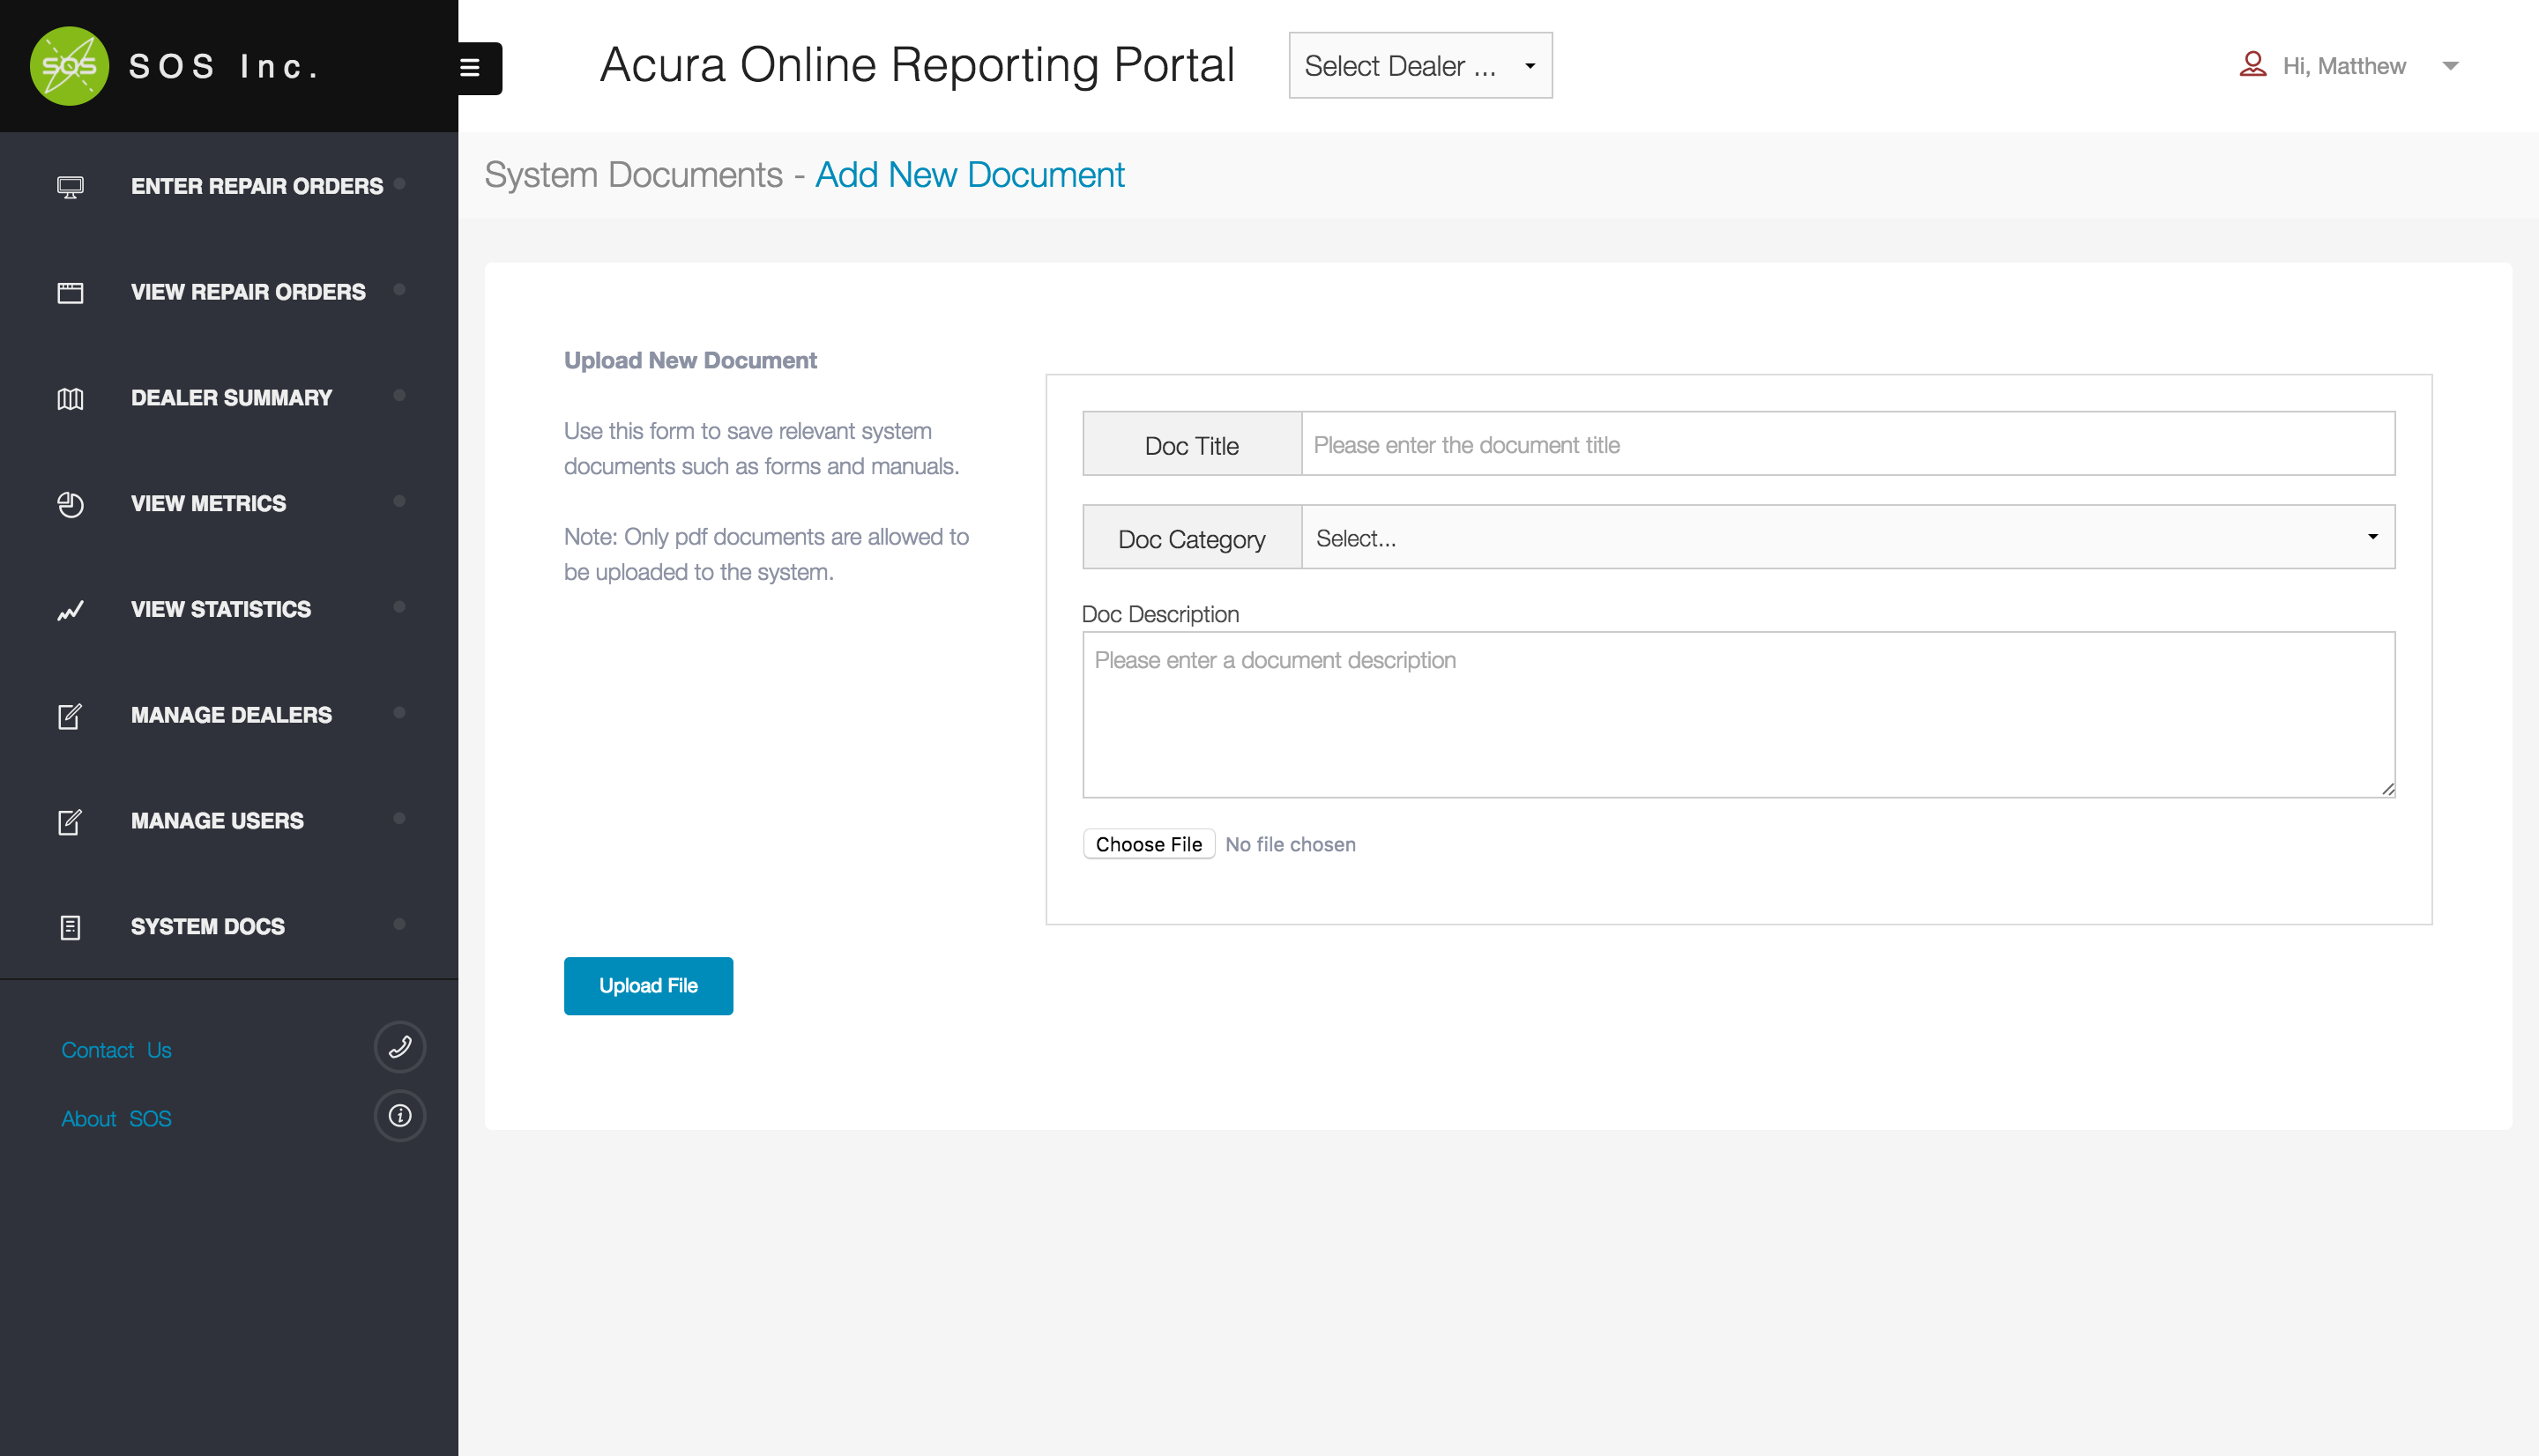 SOS
SOS Inc.
Acura Online Reporting Portal
Select Dealer ...
Hi, Matthew
System Documents - Add New Document
ENTER REPAIR ORDERS
VIEW REPAIR ORDERS
DEALER SUMMARY
VIEW METRICS
VIEW STATISTICS
MANAGE DEALERS
MANAGE USERS
SYSTEM DOCS
Contact Us
About SOS
Upload New Document
Use this form to save relevant system
documents such as forms and manuals.
Note: Only pdf documents are allowed to
be uploaded to the system.
Doc Title
Please enter the document title
Doc Category
Select...
Doc Description
Please enter a document description
Choose File No file chosen
Upload File